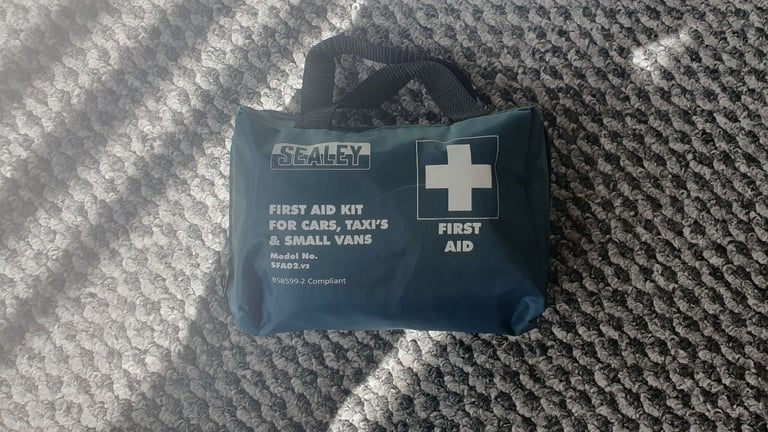 SEALEY
FIRST AID KIT
FOR CARS, TAXI'S
& SMALL VANS
Model No.
SFA02.V2
BS8599-2 Compliant
FIRST
AID